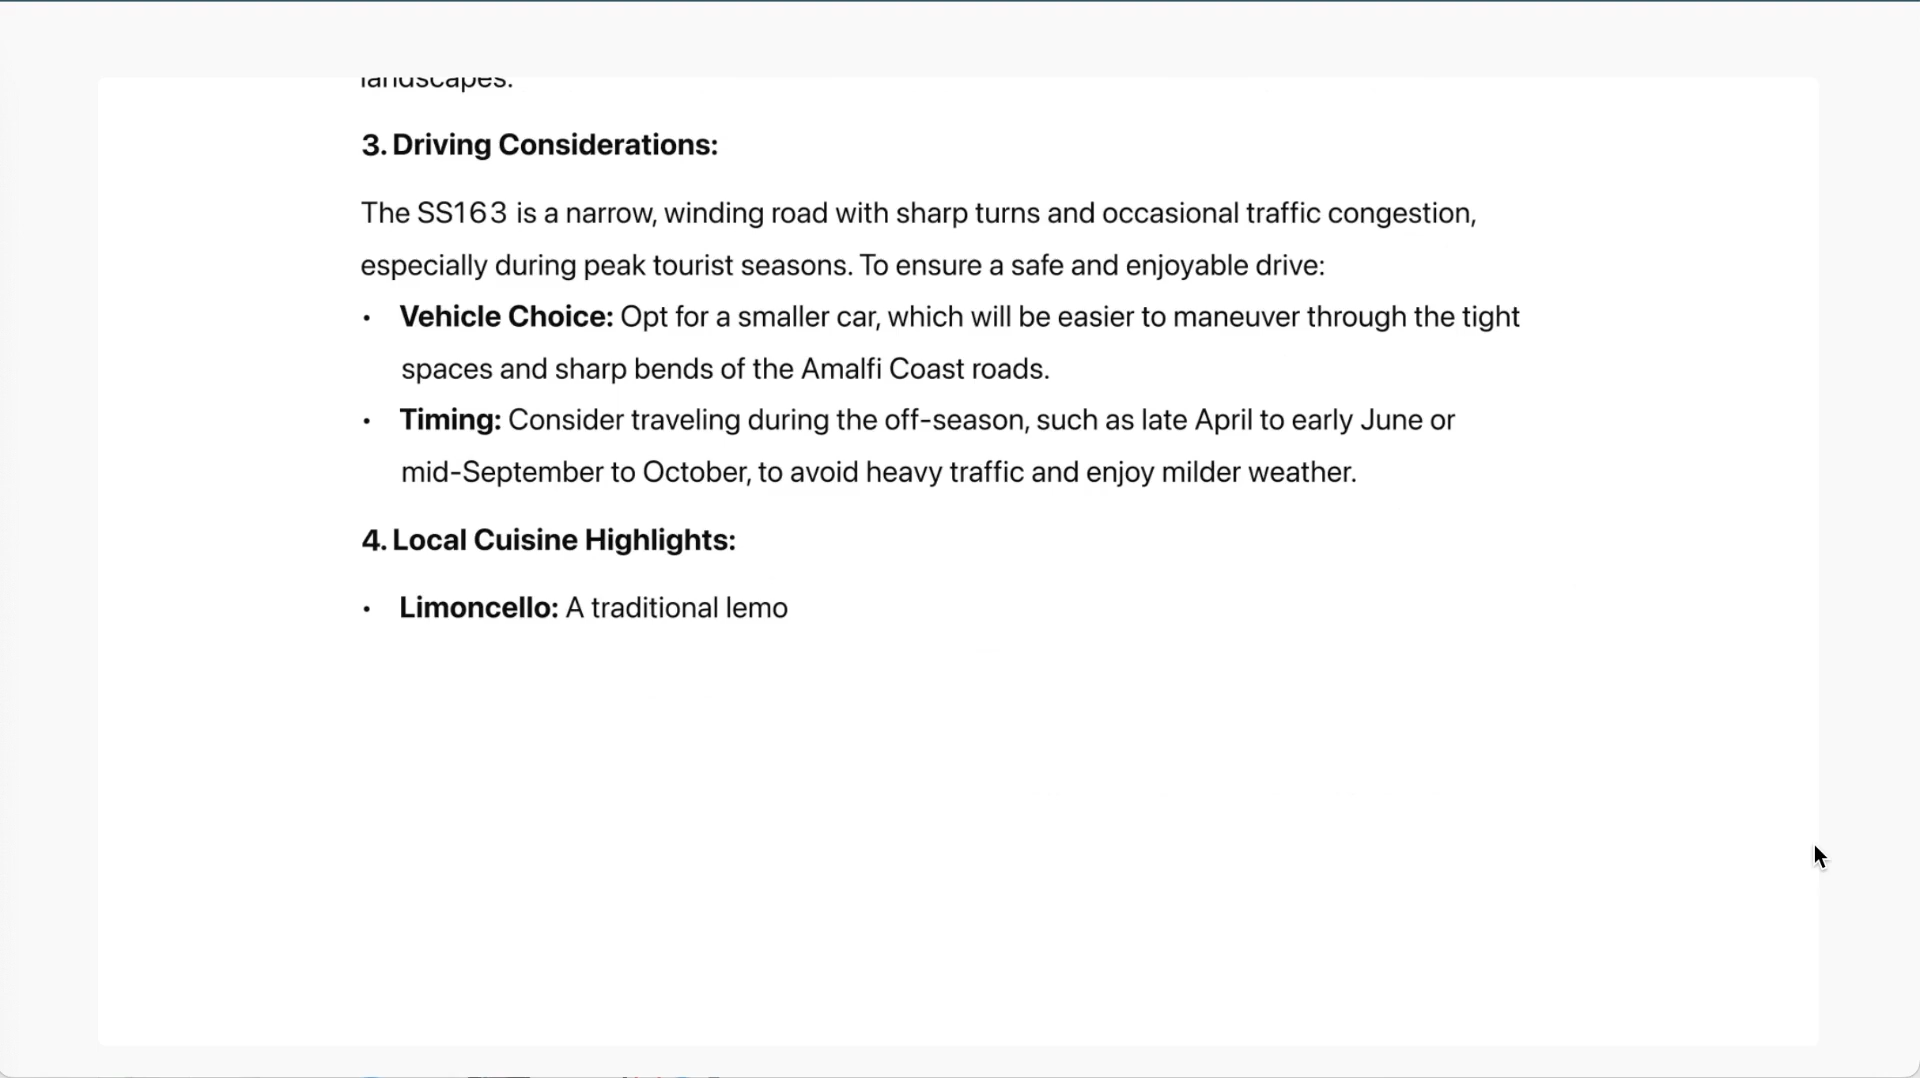 landscapes.
3. Driving Considerations:
The SS163 is a narrow, winding road with sharp turns and occasional traffic congestion,
especially during peak tourist seasons. To ensure a safe and enjoyable drive:
• Vehicle Choice: Opt for a smaller car, which will be easier to maneuver through the tight
spaces and sharp bends of the Amalfi Coast roads.
• Timing: Consider traveling during the off-season, such as late April to early June or
mid-September to October, to avoid heavy traffic and enjoy milder weather.
4. Local Cuisine Highlights:
• Limoncello: A traditional lemo